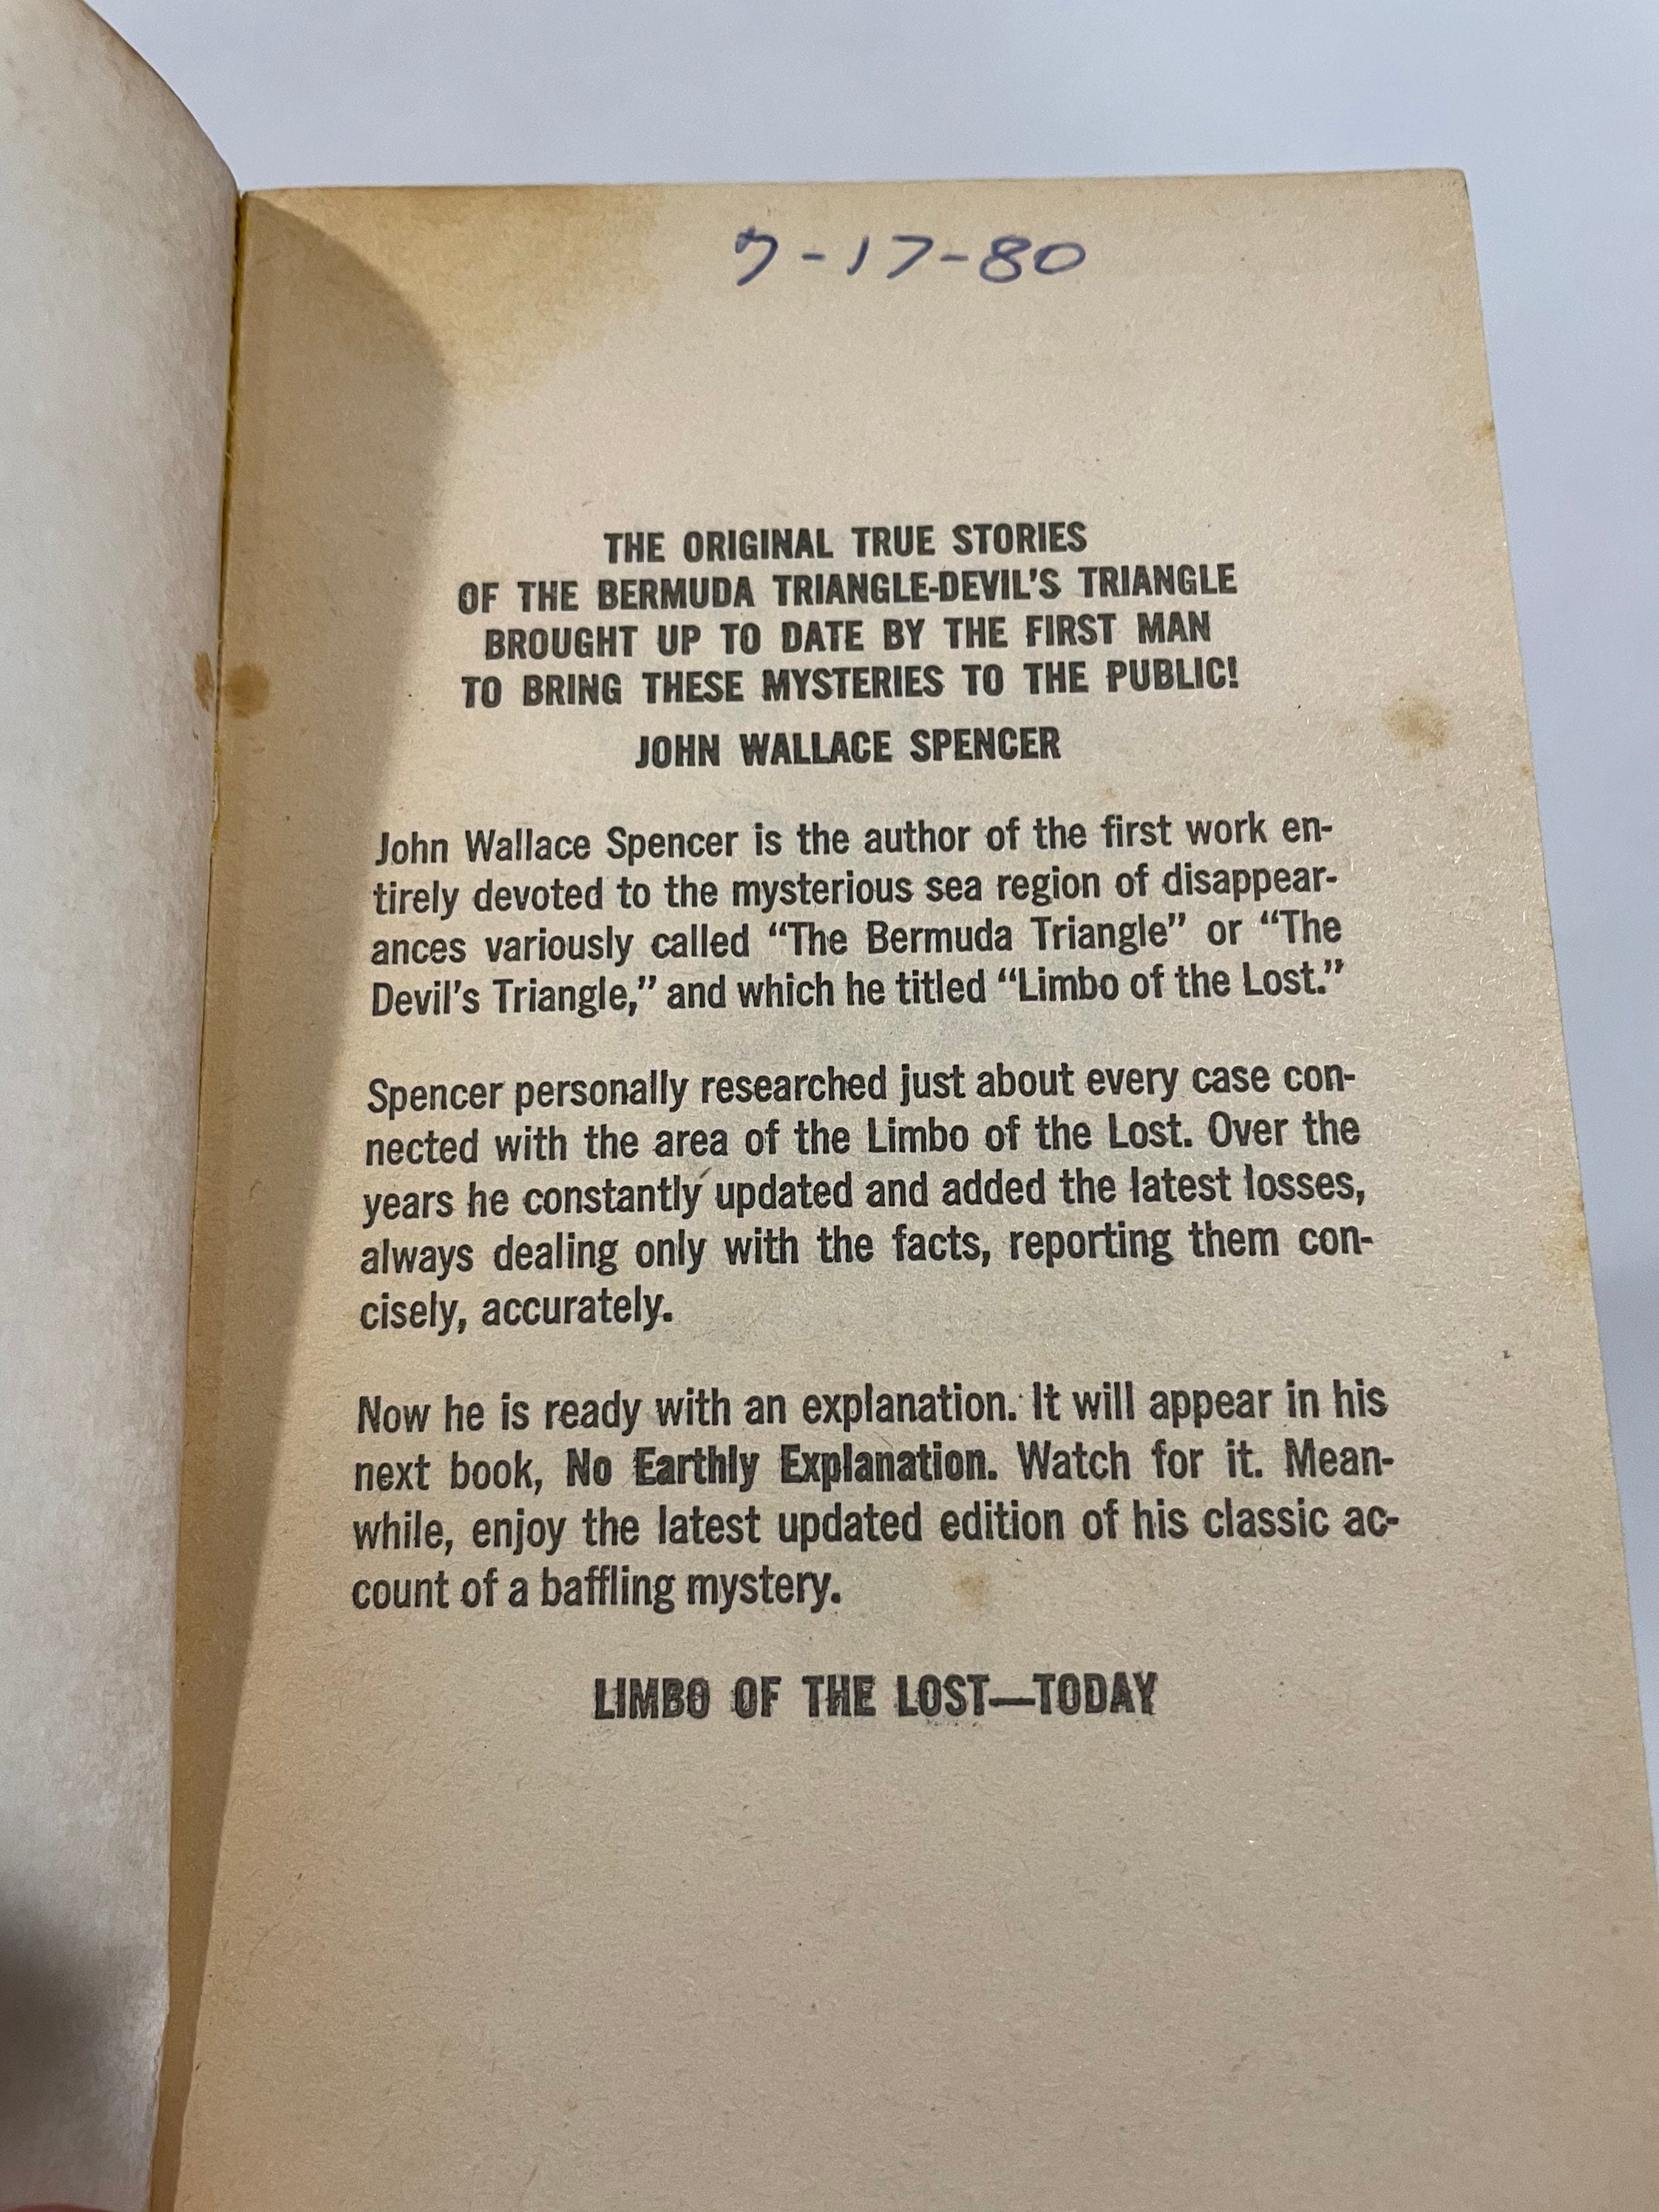 7-17-80
THE ORIGINAL TRUE STORIES
OF THE BERMUDA TRIANGLE-DEVIL'S TRIANGLE
BROUGHT UP TO DATE BY THE FIRST MAN
TO BRING THESE MYSTERIES TO THE PUBLIC!
JOHN WALLACE SPENCER
John Wallace Spencer is the author of the first work en-
tirely devoted to the mysterious sea region of disappear-
ances variously called “The Bermuda Triangle” or “The
Devil's Triangle,” and which he titled “Limbo of the Lost.”
Spencer personally researched just about every case con-
nected with the area of the Limbo of the Lost. Over the
years he constantly updated and added the latest losses,
always dealing only with the facts, reporting them con-
cisely, accurately.
Now he is ready with an explanation. It will appear in his
next book, No Earthly Explanation. Watch for it. Mean-
while, enjoy the latest updated edition of his classic ac-
count of a baffling mystery.
LIMBO OF THE LOST—TODAY